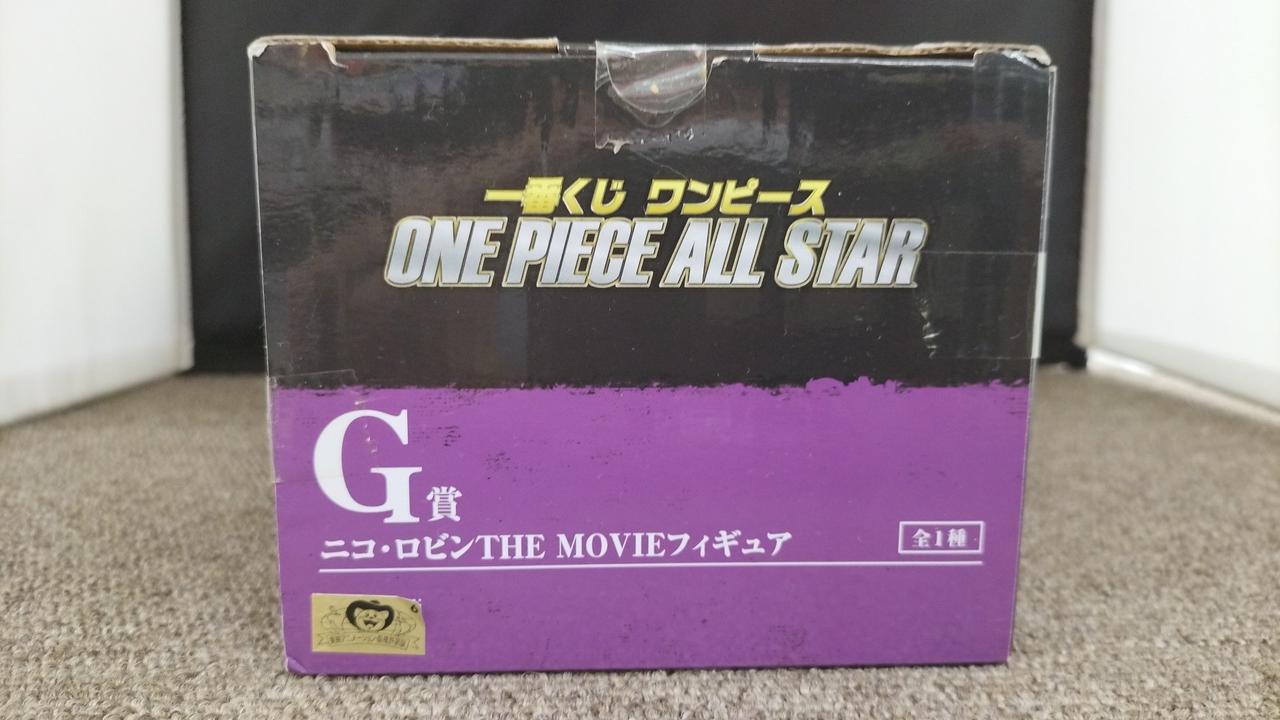 一番くじ ワンピース
ONE PIECE ALL STAR
G賞
ニコ・ロビンTHE MOVIEフィギュア
全1種